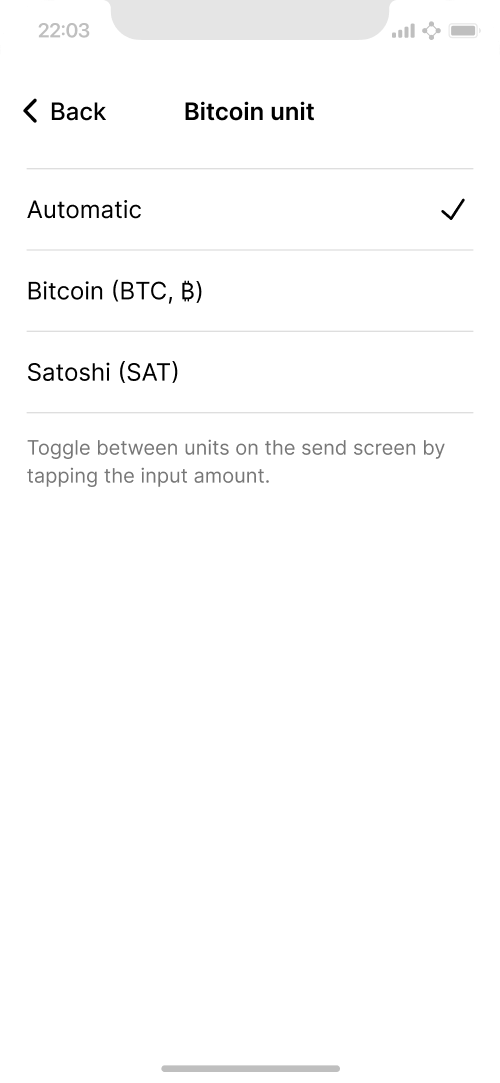 22:03
Back
Bitcoin unit
Automatic
Bitcoin (BTC, ₿)
Satoshi (SAT)
Toggle between units on the send screen by
tapping the input amount.